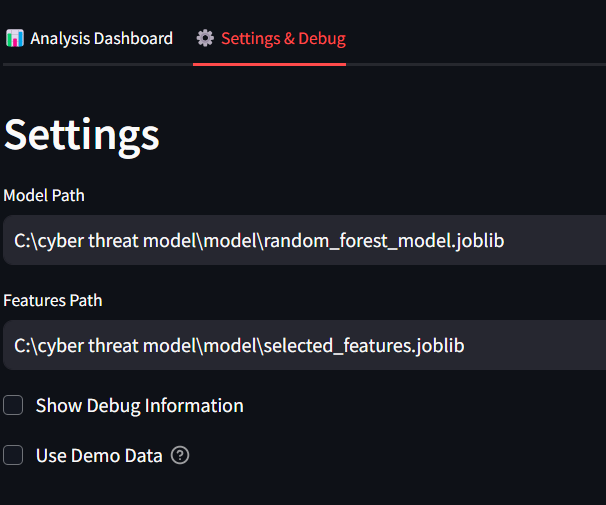 Analysis Dashboard
Settings & Debug
Settings
Model Path
C:\cyber threat model\model\random_forest_model.joblib
Features Path
C:\cyber threat model\model\selected_features.joblib
Show Debug Information
Use Demo Data ?